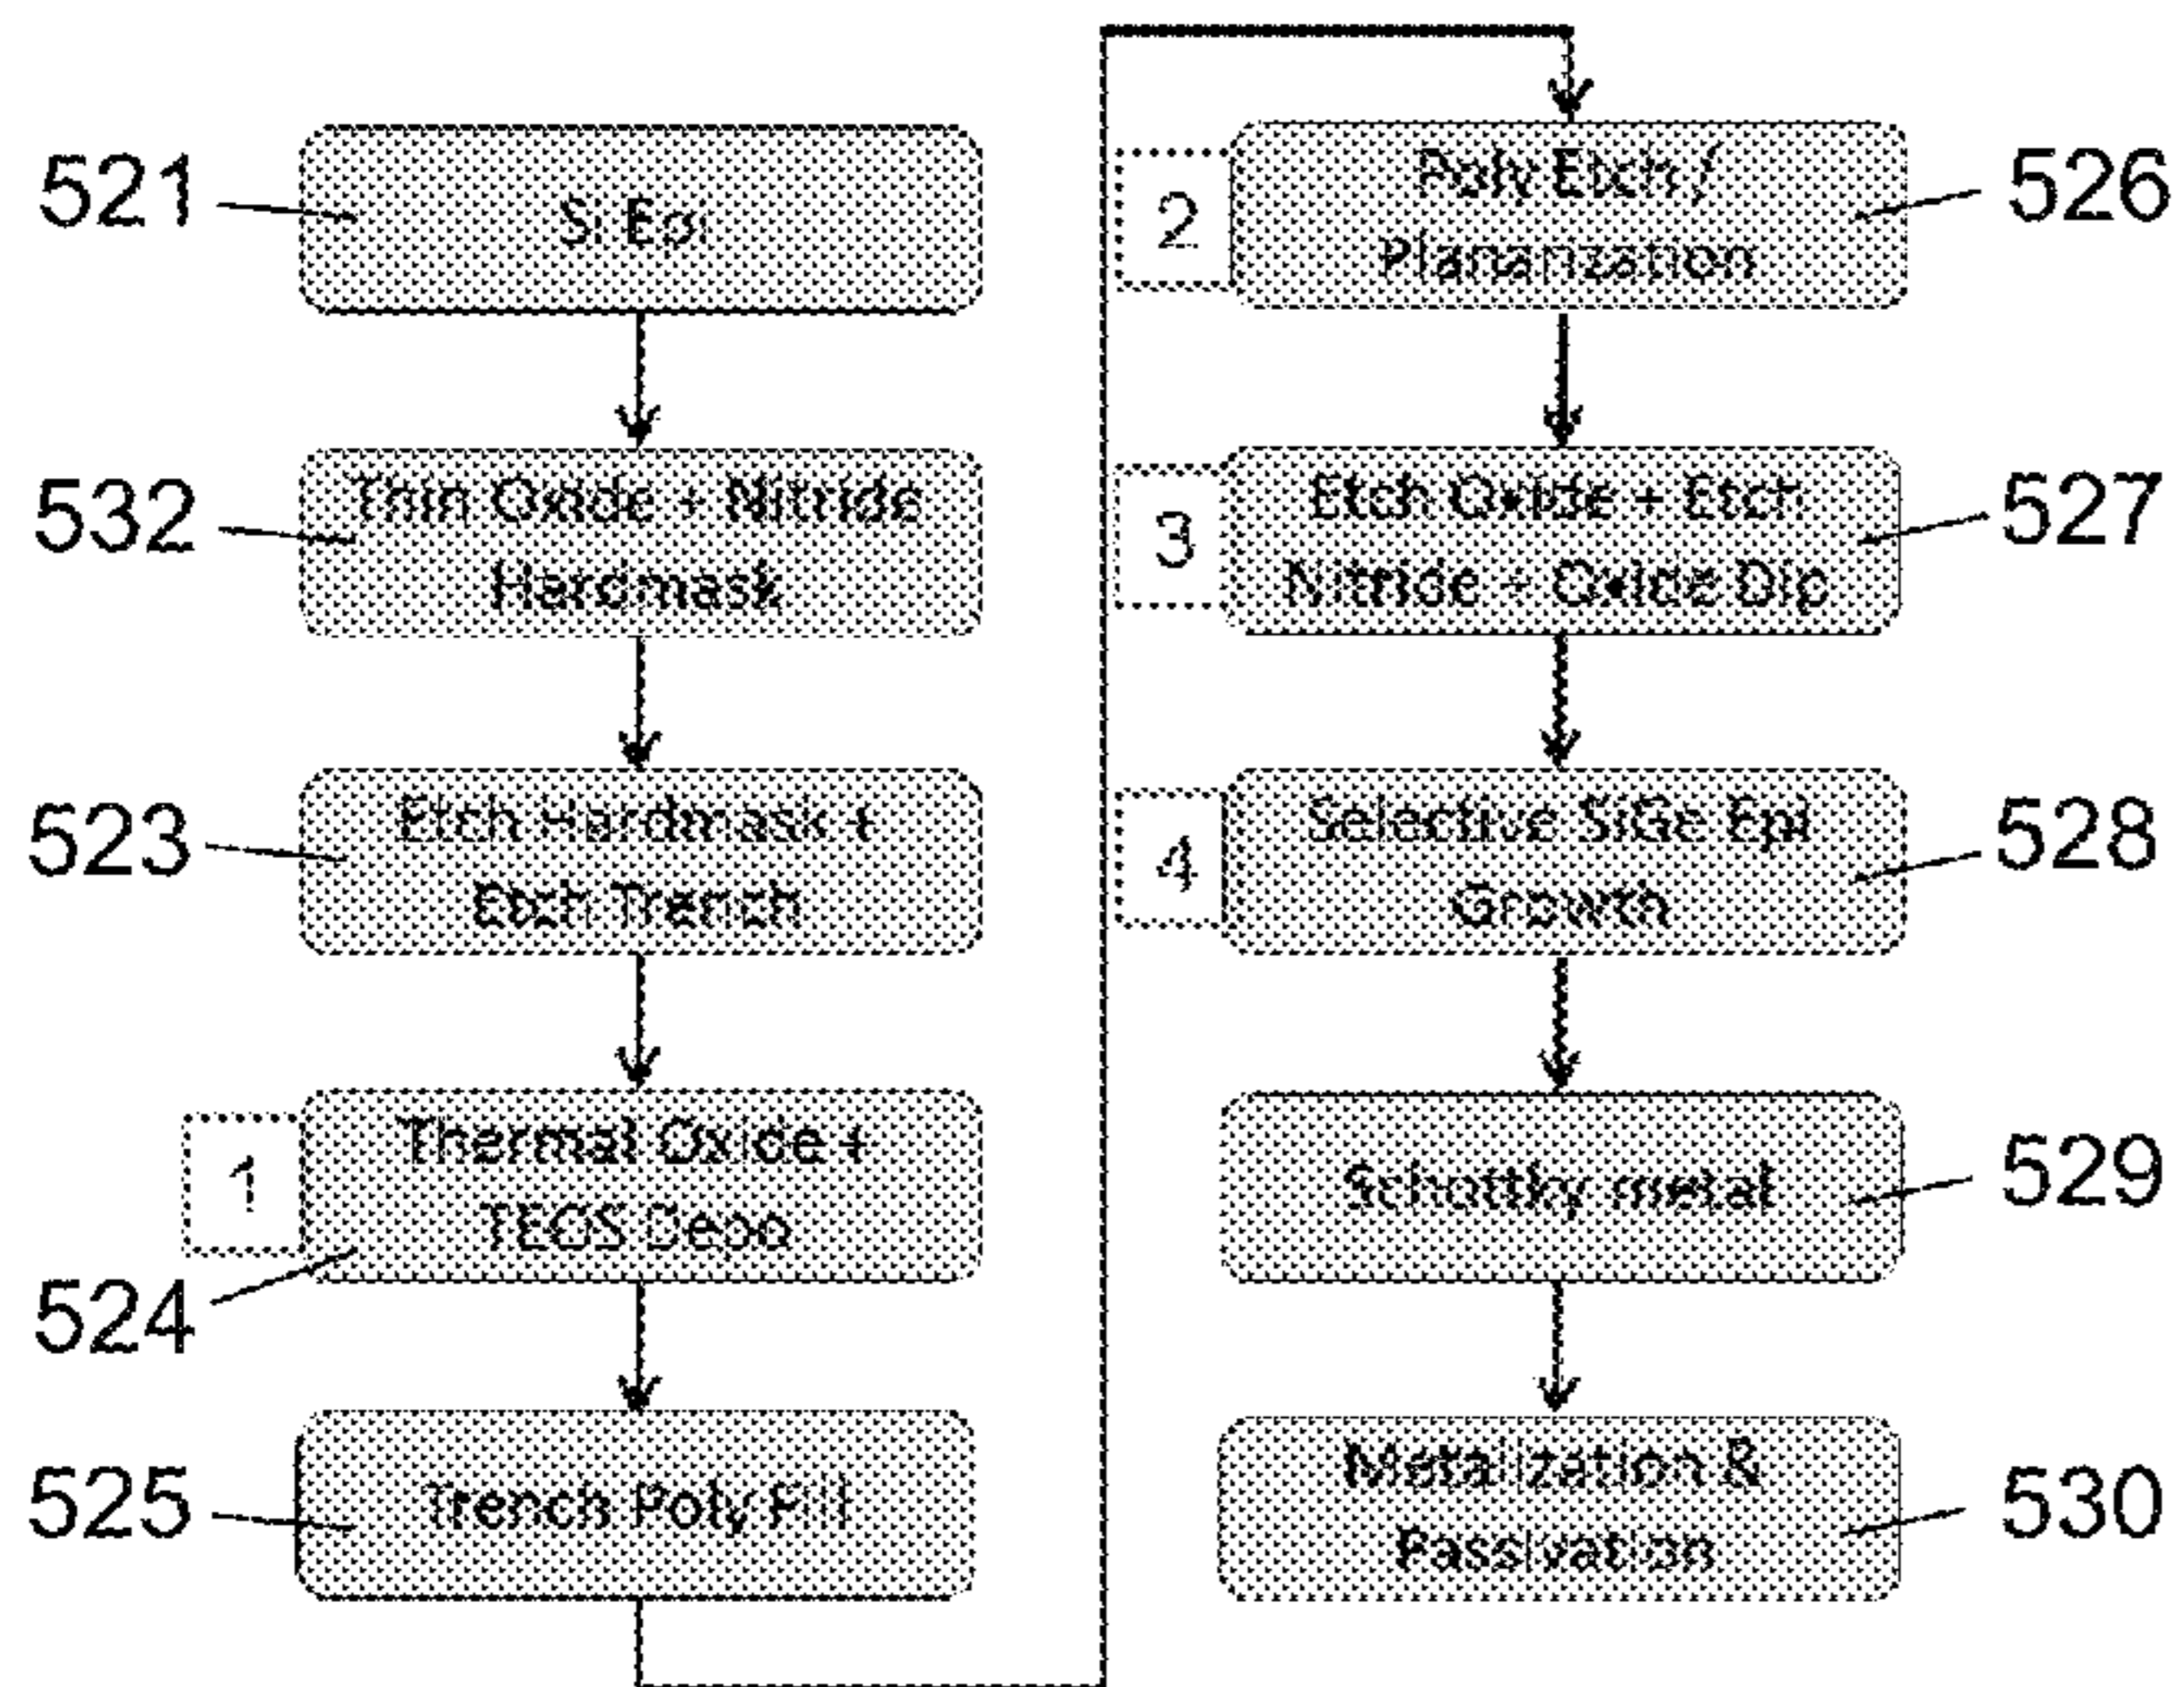 521
Si Epi
532
Thin Oxide + Nitride
Hardmask
523
Etch Hardmask +
Etch Trench
1
Thermal Oxide +
TEOS Depo
524
525
Trench Poly Fill
2
Poly Etch /
Planarization
526
3
Etch Oxide + Etch
Nitride + Oxide Dip
527
4
Selective SiGe Epi
Growth
528
Schottky metal
529
Metalization &
Passivation
530